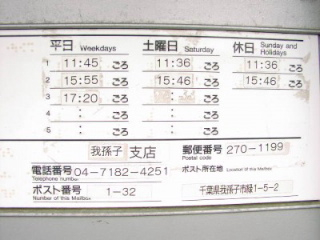 平日 Weekdays 土曜日 Saturday 休日 Sunday and Holidays
1 11:45 ごろ 11:36 ごろ 11:36 ごろ
2 15:55 ごろ 15:46 ごろ 15:46 ごろ
3 17:20 ごろ : ごろ : ごろ
4 : ごろ : ごろ : ごろ
5 : ごろ : ごろ : ごろ
我孫子 支店 郵便番号 Postal code 270-1199
電話番号 Telephone number 04-7182-4251 ポスト所在地 Location of this Mailbox
ポスト番号 Number of this Mailbox 1-32 千葉県我孫子市緑1-5-2